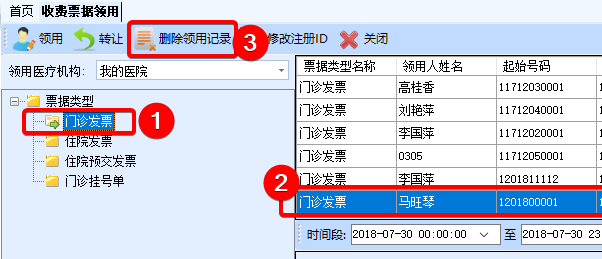 首页 收费票据领用
领用 转让 删除领用记录 3 修改注册ID 关闭
领用医疗机构: 我的医院
票据类型
门诊发票 1
住院发票
住院预交发票
门诊挂号单
票据类型名称 领用人姓名 起始号码
门诊发票 高桂香 11712030001 1
门诊发票 刘艳萍 11712040001 1
门诊发票 李国萍 11712020001 1
门诊发票 0305 11712050001 1
门诊发票 李国萍 1201811112 1
2 门诊发票 马旺琴 1201800001 1
时间段: 2018-07-30 00:00:00 至 2018-07-30 23